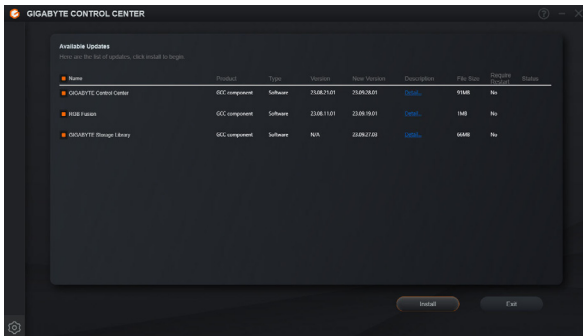 GIGABYTE CONTROL CENTER
Available Updates
Here are the list of updates, click install to begin.
Name Product Type Version New Version Description File Size Require Restart Status
GIGABYTE Control Center GCC component Software 23.08.21.01 23.09.28.01 Detail... 91MB No
RGB Fusion GCC component Software 23.08.11.01 23.09.19.01 Detail... 1MB No
GIGABYTE Storage Library GCC component Software N/A 23.09.27.03 Detail... 66MB No
Install Exit